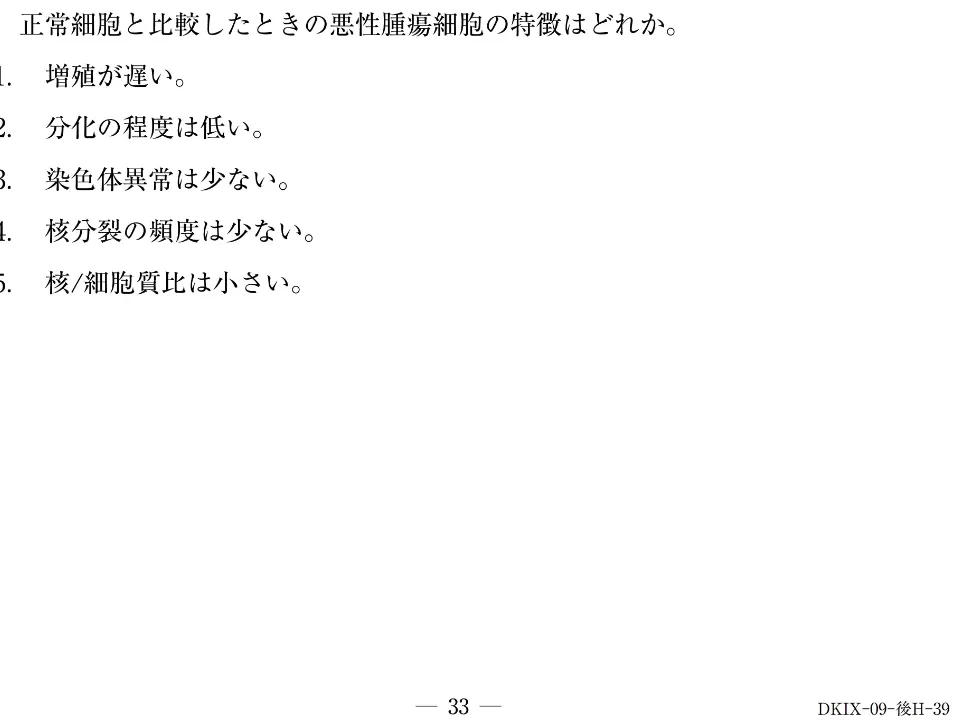 正常細胞と比較したときの悪性腫瘍細胞の特徴はどれか。
1. 増殖が遅い。
2. 分化の程度は低い。
3. 染色体異常は少ない。
4. 核分裂の頻度は少ない。
5. 核/細胞質比は小さい。
— 33 —
DKIX-09-後H-39